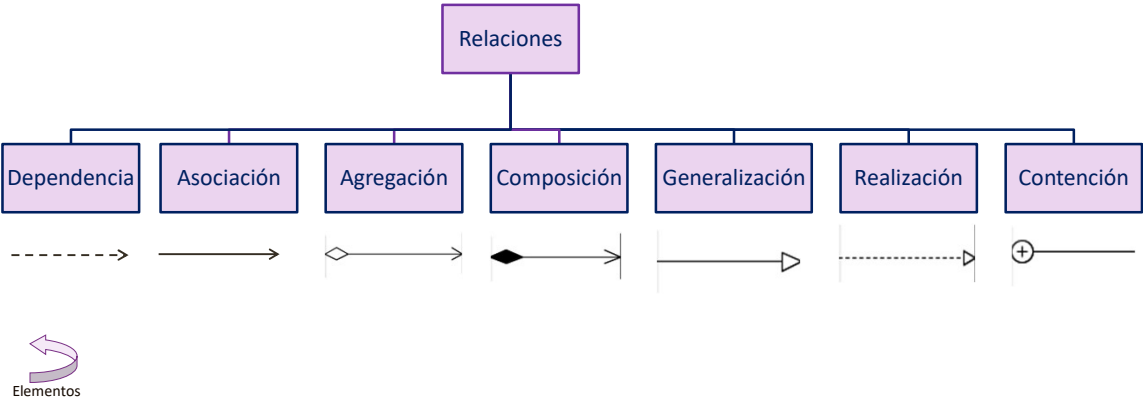 Relaciones
Dependencia
Asociación
Agregación
Composición
Generalización
Realización
Contención
Elementos